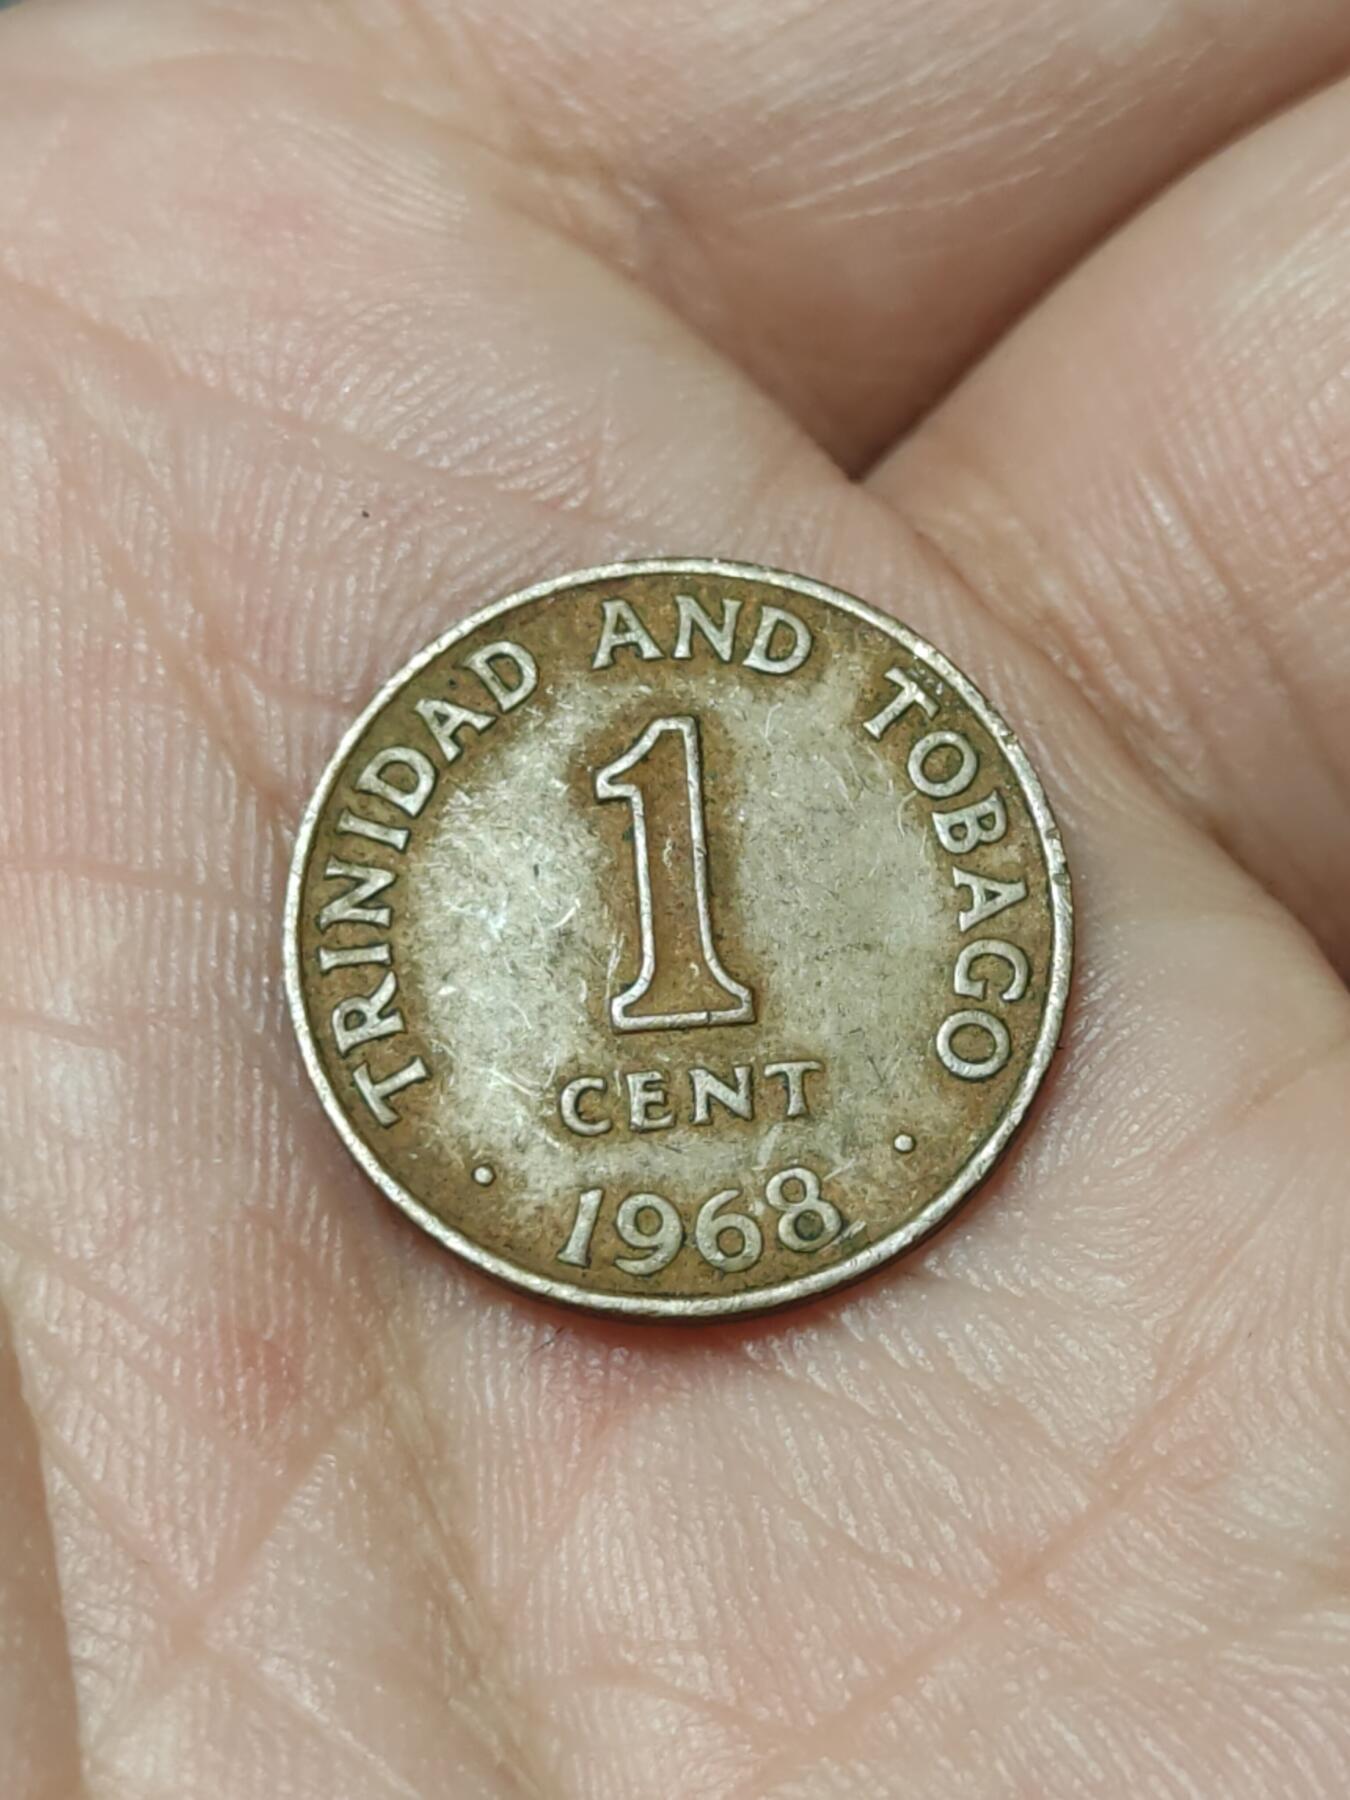 TRINIDAD AND TOBAGO
1
CENT
· 1968 ·